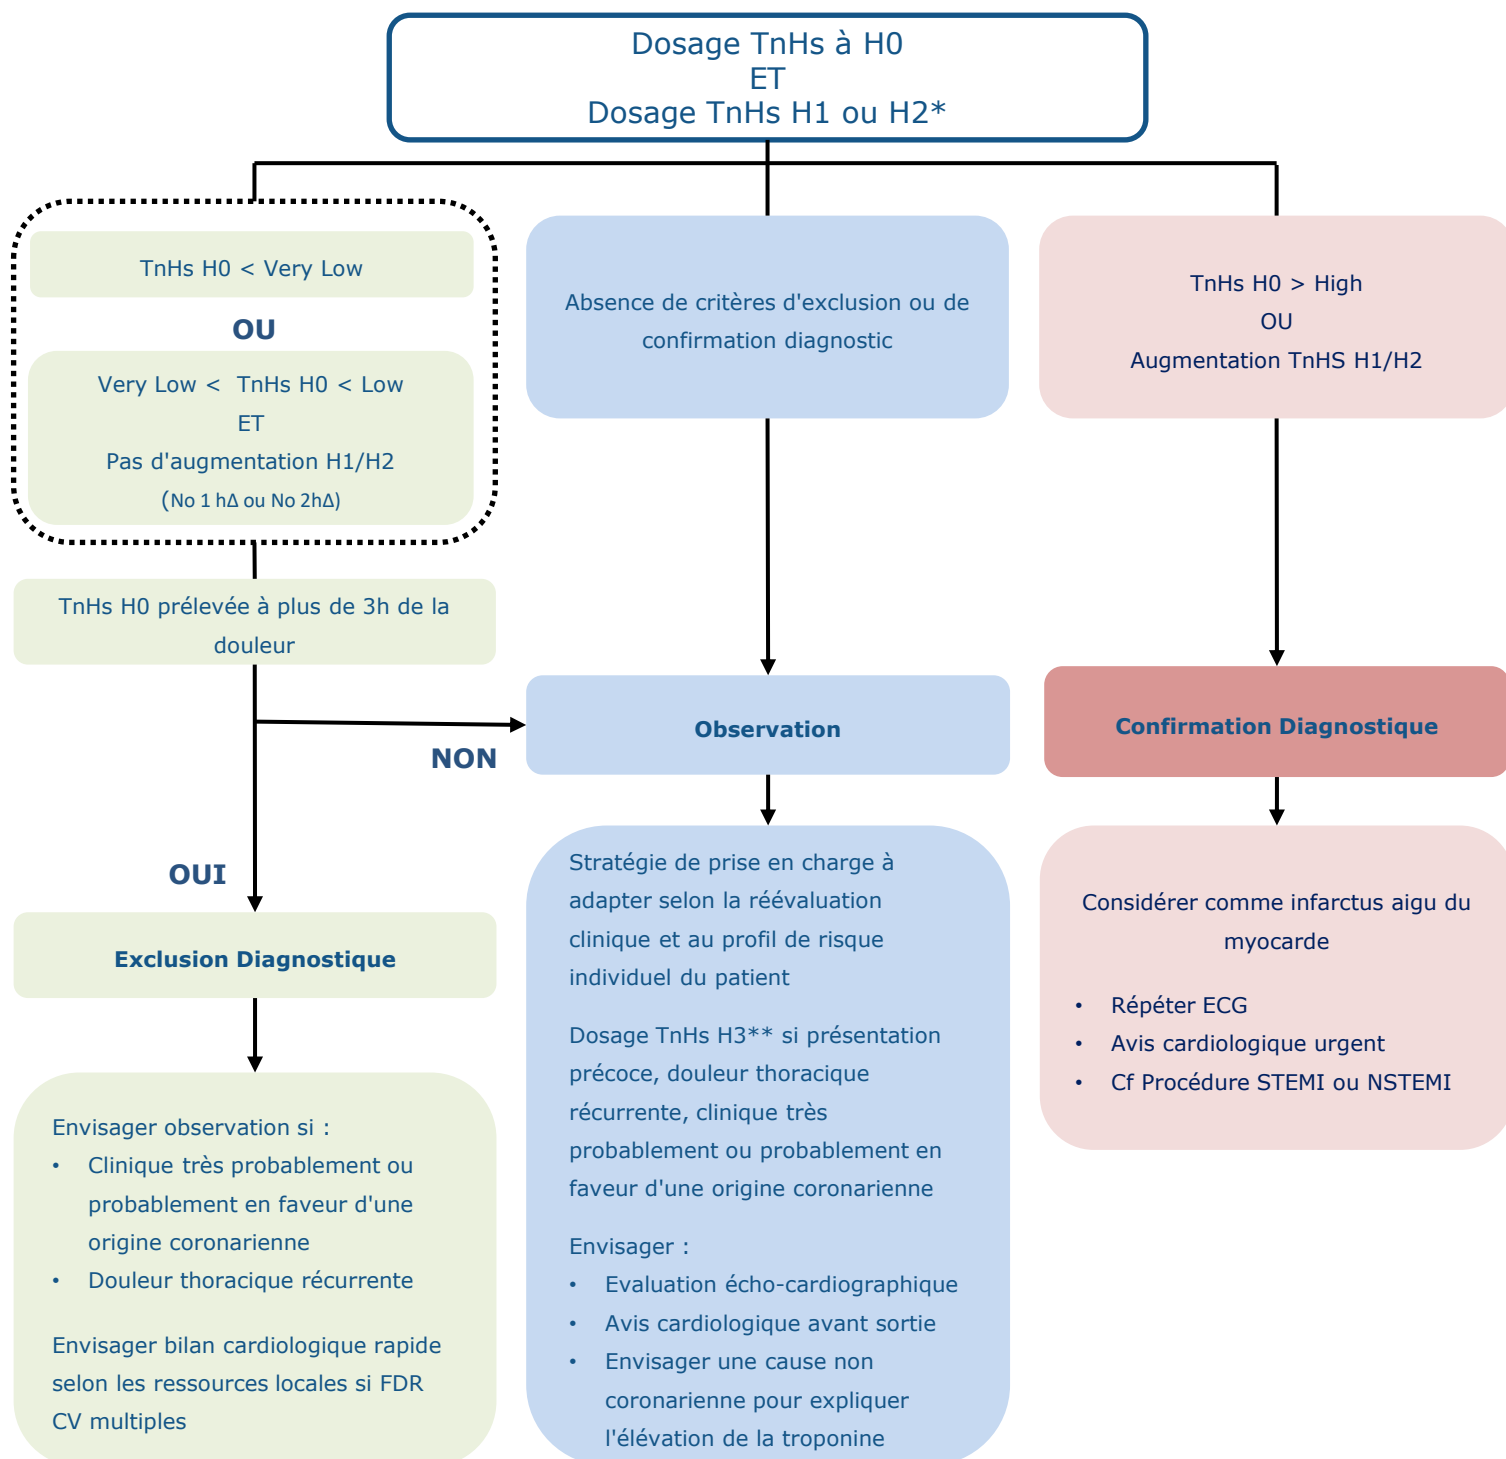 Dosage TnHs à H0
ET
Dosage TnHs H1 ou H2*
TnHs H0 < Very Low
OU
Very Low < TnHs H0 < Low
ET
Pas d'augmentation H1/H2
(No 1 hΔ ou No 2hΔ)
TnHs H0 prélevée à plus de 3h de la
douleur
NON
OUI
Exclusion Diagnostique
Envisager observation si :
• Clinique très probablement ou
probablement en faveur d'une
origine coronarienne
• Douleur thoracique récurrente
Envisager bilan cardiologique rapide
selon les ressources locales si FDR
CV multiples
Absence de critères d'exclusion ou de
confirmation diagnostic
Observation
Stratégie de prise en charge à
adapter selon la réévaluation
clinique et au profil de risque
individuel du patient
Dosage TnHs H3** si présentation
précoce, douleur thoracique
récurrente, clinique très
probablement ou probablement en
faveur d'une origine coronarienne
Envisager :
• Evaluation écho-cardiographique
• Avis cardiologique avant sortie
• Envisager une cause non
coronarienne pour expliquer
l'élévation de la troponine
TnHs H0 > High
OU
Augmentation TnHS H1/H2
Confirmation Diagnostique
Considérer comme infarctus aigu du
myocarde
• Répéter ECG
• Avis cardiologique urgent
• Cf Procédure STEMI ou NSTEMI